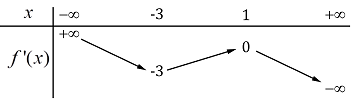 x -∞ -3 1 +∞
+∞ 0
f'(x) -3 -∞